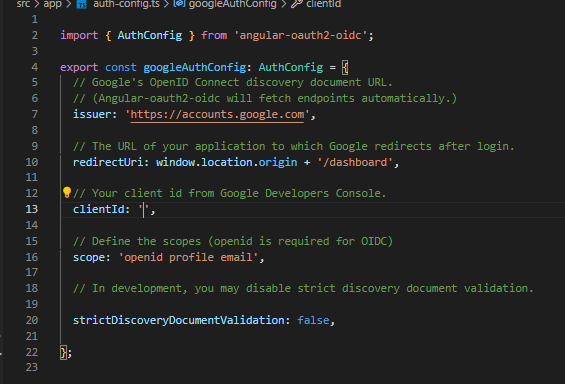 src > app > TS auth-config.ts > googleAuthConfig > clientId
1
2 import { AuthConfig } from 'angular-oauth2-oidc';
3
4 export const googleAuthConfig: AuthConfig = {
5 // Google's OpenID Connect discovery document URL.
6 // (Angular-oauth2-oidc will fetch endpoints automatically.)
7 issuer: 'https://accounts.google.com',
8
9 // The URL of your application to which Google redirects after login.
10 redirectUri: window.location.origin + '/dashboard',
11
12 // Your client id from Google Developers Console.
13 clientId: '',
14
15 // Define the scopes (openid is required for OIDC)
16 scope: 'openid profile email',
17
18 // In development, you may disable strict discovery document validation.
19
20 strictDiscoveryDocumentValidation: false,
21
22 };
23